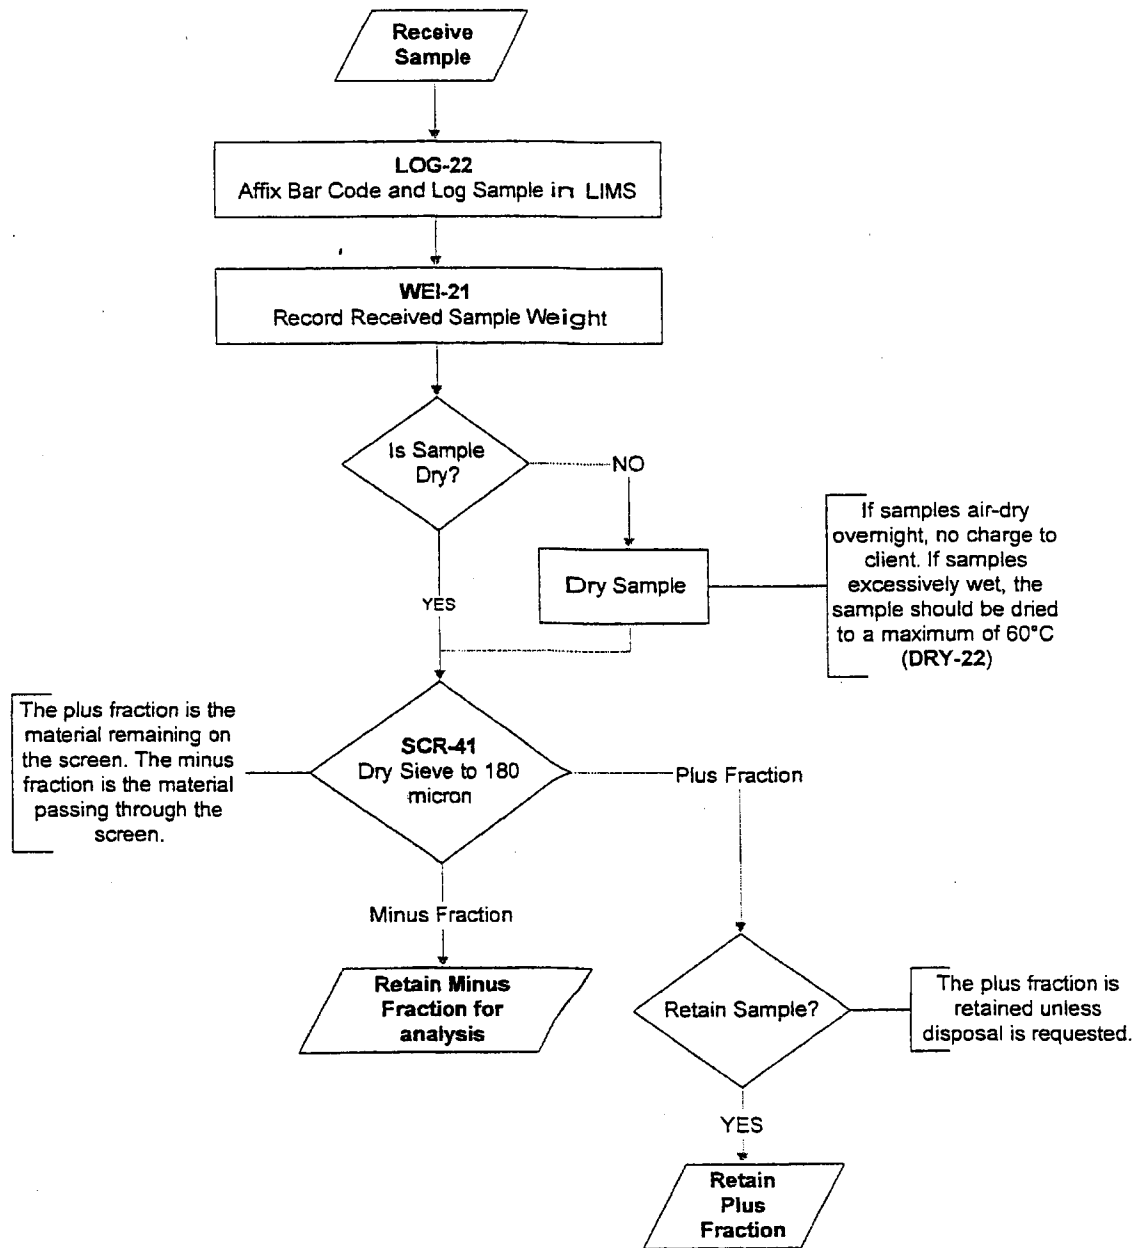 Receive
Sample
LOG-22
Affix Bar Code and Log Sample in LIMS
WEI-21
Record Received Sample Weight
Is Sample
Dry?
NO
If samples air-dry
overnight, no charge to
client. If samples
excessively wet, the
sample should be dried
to a maximum of 60°C
(DRY-22)
Dry Sample
YES
The plus fraction is the
material remaining on
the screen. The minus
fraction is the material
passing through the
screen.
SCR-41
Dry Sieve to 180
micron
Plus Fraction
Minus Fraction
Retain Minus
Fraction for
analysis
Retain Sample?
The plus fraction is
retained unless
disposal is requested.
YES
Retain
Plus
Fraction